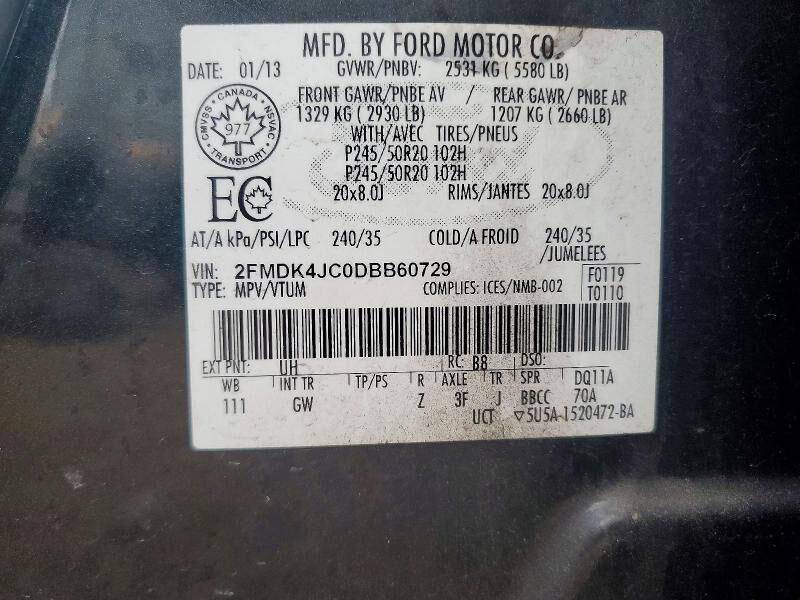 MFD. BY FORD MOTOR CO.
DATE: 01/13 GVWR/PNBV: 2531 KG ( 5580 LB)
FRONT GAWR/PNBE AV / REAR GAWR/ PNBE AR
1329 KG ( 2930 LB) 1207 KG ( 2660 LB)
WITH/AVEC TIRES/PNEUS
P245/50R20 102H
P245/50R20 102H
20x8.0J RIMS/JANTES 20x8.0J
CMVSS · CANADA · NSVAC · TRANSPORT ·
977
EC
AT/A kPa/PSI/LPC 240/35 COLD/A FROID 240/35
/JUMELEES
VIN: 2FMDK4JC0DBB60729 F0119
TYPE: MPV/VTUM COMPLIES: ICES/NMB-002 T0110
EXT PNT: UH RC: B8 DSO:
WB INT TR TP/PS R AXLE TR SPR DQ11A
111 GW Z 3F J BBCC 70A
UCT ▽5U5A-1520472-BA